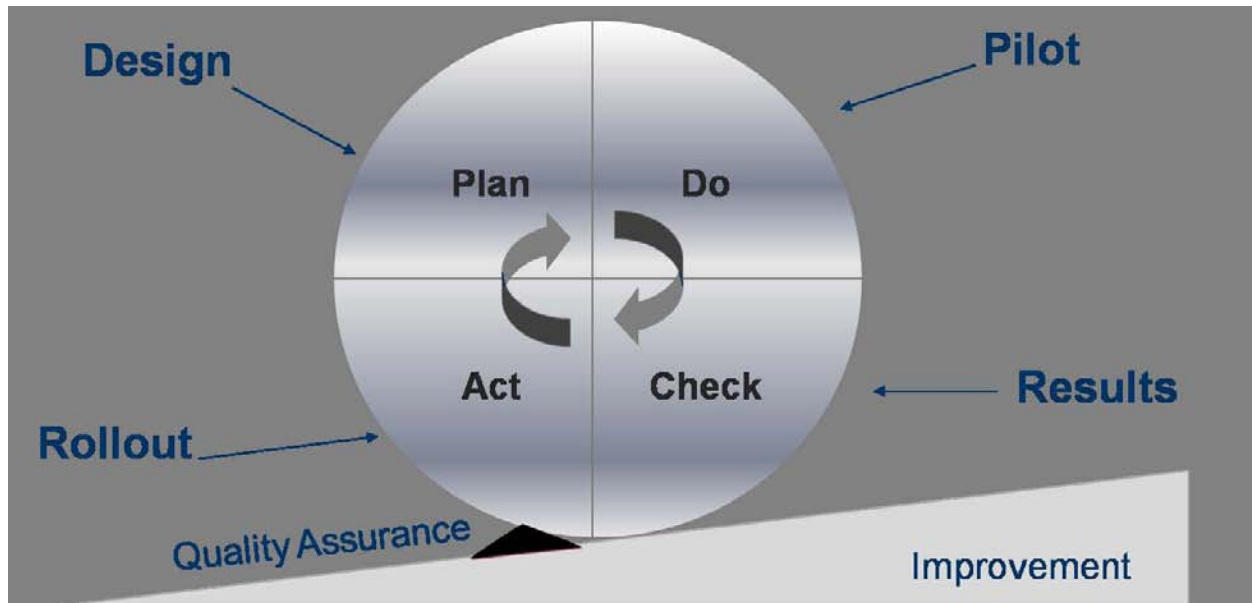 Design
Pilot
Plan
Do
Act
Check
Results
Rollout
Quality Assurance
Improvement